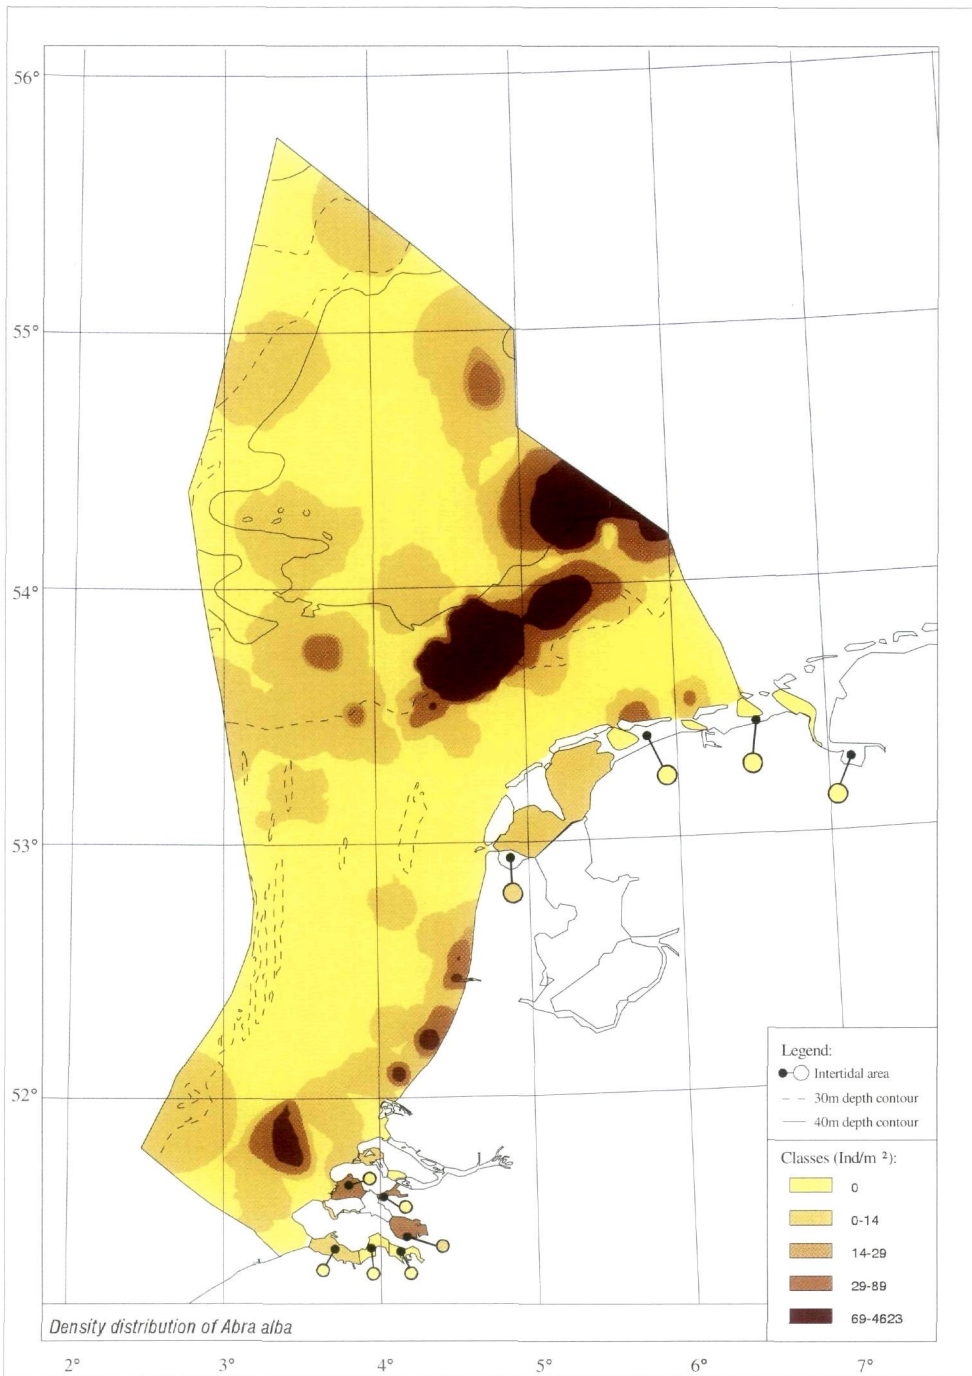 56°
55°
54°
53°
52°
Legend:
Intertidal area
30m depth contour
40m depth contour
Classes (Ind/m ²):
0
0-14
14-29
29-89
69-4623
Density distribution of Abra alba
2°
3°
4°
5°
6°
7°